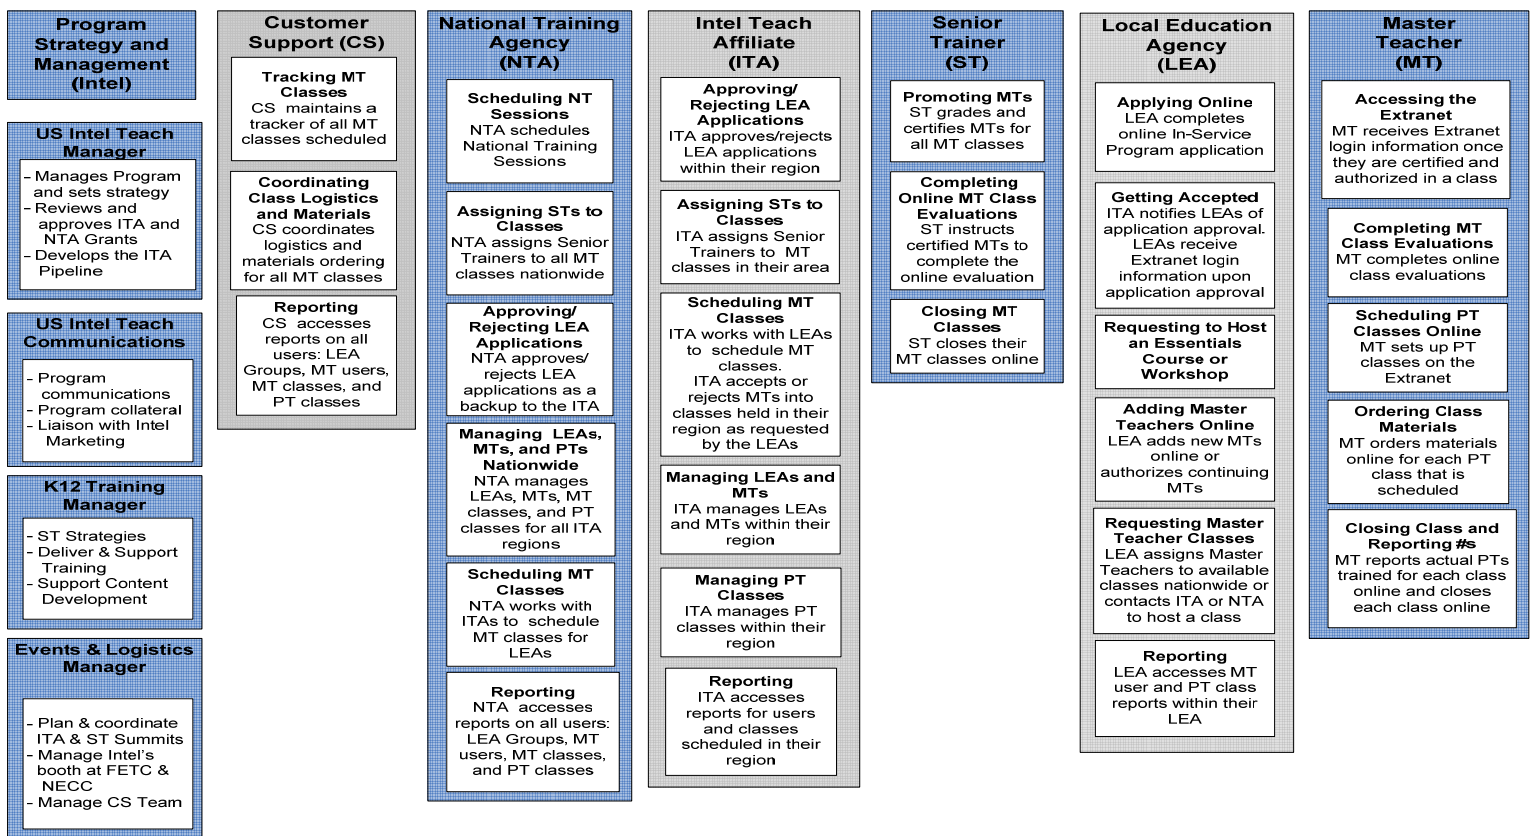 Program
Strategy and
Management
(Intel)
US Intel Teach
Manager
- Manages Program
and sets strategy
- Reviews and
approves ITA and
NTA Grants
- Develops the ITA
Pipeline
US Intel Teach
Communications
- Program
communications
- Program collateral
- Liaison with Intel
Marketing
K12 Training
Manager
- ST Strategies
- Deliver & Support
Training
- Support Content
Development
Events & Logistics
Manager
- Plan & coordinate
ITA & ST Summits
- Manage Intel's
booth at FETC &
NECC
- Manage CS Team
Customer
Support (CS)
Tracking MT
Classes
CS maintains a
tracker of all MT
classes scheduled
Coordinating
Class Logistics
and Materials
CS coordinates
logistics and
materials ordering
for all MT classes
Reporting
CS accesses
reports on all
users: LEA
Groups, MT users,
MT classes, and
PT classes
National Training
Agency
(NTA)
Scheduling NT
Sessions
NTA schedules
National Training
Sessions
Assigning STs to
Classes
NTA assigns Senior
Trainers to all MT
classes nationwide
Approving/
Rejecting LEA
Applications
NTA approves/
rejects LEA
applications as a
backup to the ITA
Managing LEAs,
MTs, and PTs
Nationwide
NTA manages
LEAs, MTs, MT
classes, and PT
classes for all ITA
regions
Scheduling MT
Classes
NTA works with
ITAs to schedule
MT classes for
LEAs
Reporting
NTA accesses
reports on all users:
LEA Groups, MT
users, MT classes,
and PT classes
Intel Teach
Affiliate
(ITA)
Approving/
Rejecting LEA
Applications
ITA approves/rejects
LEA applications
within their region
Assigning STs to
Classes
ITA assigns Senior
Trainers to MT
classes in their area
Scheduling MT
Classes
ITA works with LEAs
to schedule MT
classes.
ITA accepts or
rejects MTs into
classes held in their
region as requested
by the LEAs
Managing LEAs and
MTs
ITA manages LEAs
and MTs within their
region
Managing PT
Classes
ITA manages PT
classes within their
region
Reporting
ITA accesses
reports for users
and classes
scheduled in their
region
Senior
Trainer
(ST)
Promoting MTs
ST grades and
certifies MTs for
all MT classes
Completing
Online MT Class
Evaluations
ST instructs
certified MTs to
complete the
online evaluation
Closing MT
Classes
ST closes their
MT classes online
Local Education
Agency
(LEA)
Applying Online
LEA completes
online In-Service
Program application
Getting Accepted
ITA notifies LEAs of
application approval.
LEAs receive
Extranet login
information upon
application approval
Requesting to Host
an Essentials
Course or
Workshop
Adding Master
Teachers Online
LEA adds new MTs
online or
authorizes continuing
MTs
Requesting Master
Teacher Classes
LEA assigns Master
Teachers to available
classes nationwide or
contacts ITA or NTA
to host a class
Reporting
LEA accesses MT
user and PT class
reports within their
LEA
Master
Teacher
(MT)
Accessing the
Extranet
MT receives Extranet
login information once
they are certified and
authorized in a class
Completing MT
Class Evaluations
MT completes online
class evaluations
Scheduling PT
Classes Online
MT sets up PT
classes on the
Extranet
Ordering Class
Materials
MT orders materials
online for each PT
class that is
scheduled
Closing Class and
Reporting #s
MT reports actual PTs
trained for each class
online and closes
each class online